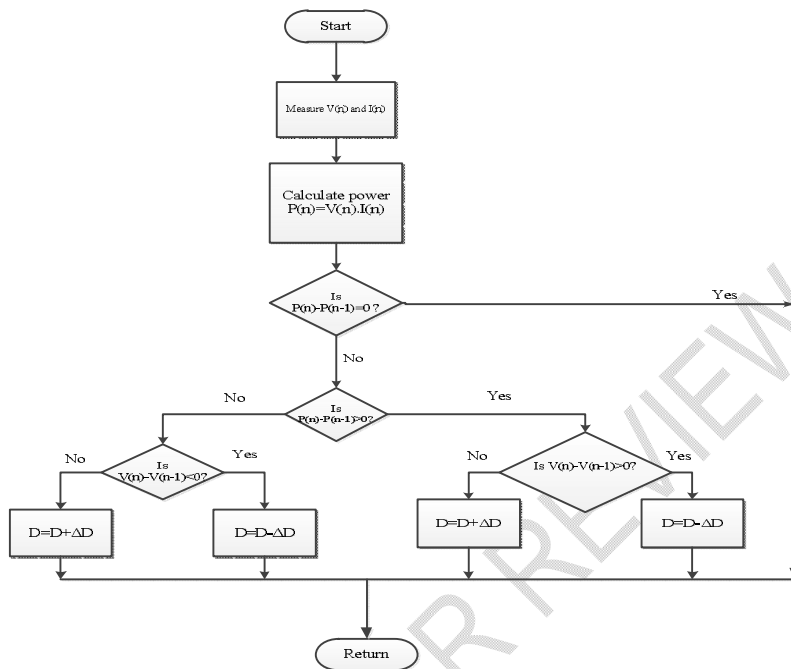 Start
Measure V(n) and I(n)
Calculate power
P(n)=V(n).I(n)
Is
P(n)-P(n-1)=0 ?
Yes
No
Is
P(n)-P(n-1)>0?
No
Yes
Is
V(n)-V(n-1)<0?
No
Yes
Is V(n)-V(n-1)>0?
No
Yes
D=D+ΔD
D=D-ΔD
D=D+ΔD
D=D-ΔD
Return
R REVIEW